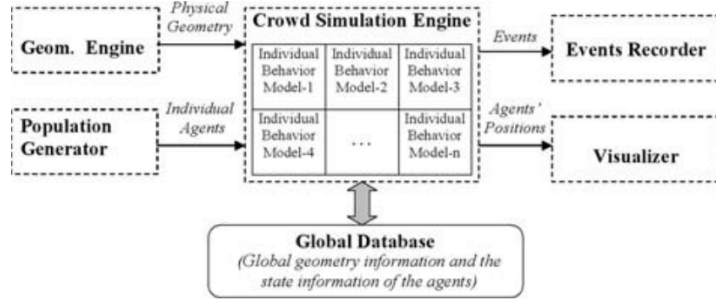 Geom. Engine
Physical
Geometry
Crowd Simulation Engine
Individual
Behavior
Model-1
Individual
Behavior
Model-2
Individual
Behavior
Model-3
Individual
Behavior
Model-4
...
Individual
Behavior
Model-n
Events
Events Recorder
Population
Generator
Individual
Agents
Agents'
Positions
Visualizer
Global Database
(Global geometry information and the
state information of the agents)